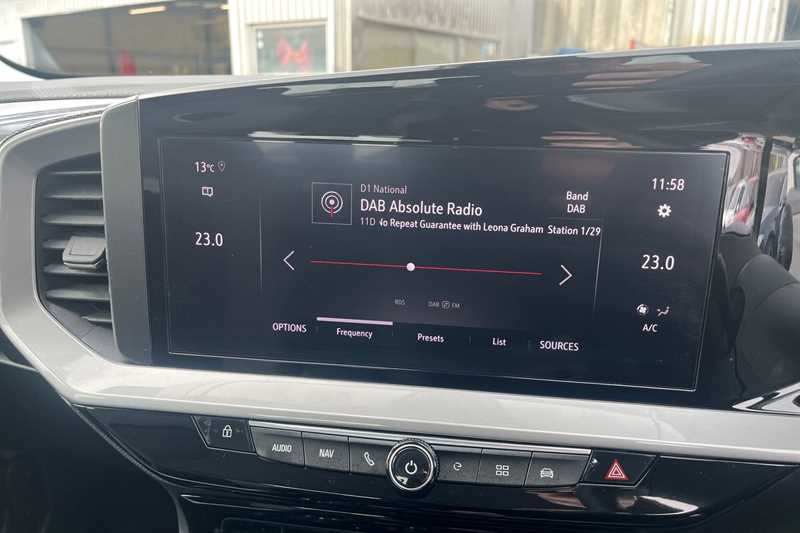 13°C
11:58
D1 National
DAB Absolute Radio
Band
DAB
11D No Repeat Guarantee with Leona Graham
Station 1/29
23.0
23.0
RDS
DAB
FM
A/C
OPTIONS
Frequency
Presets
List
SOURCES
AUDIO
NAV